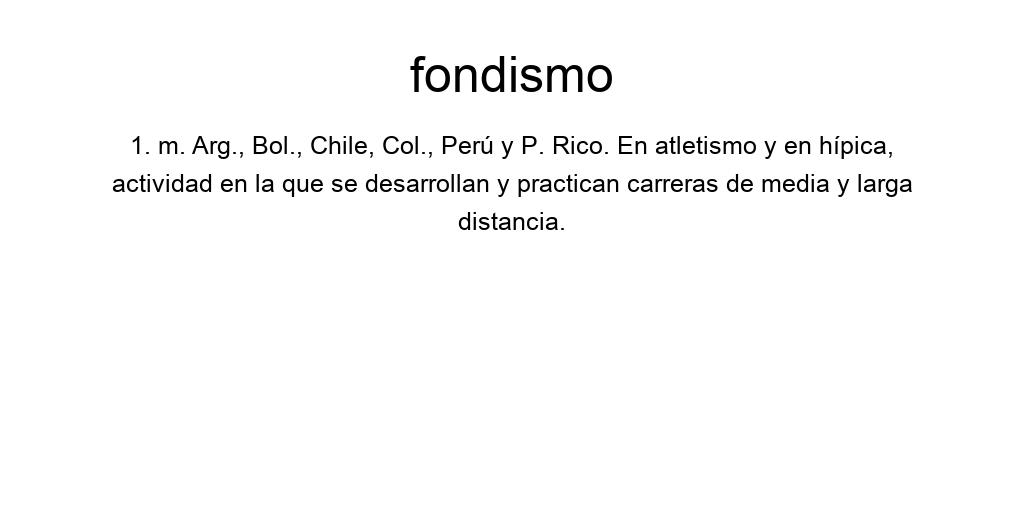 fondismo
1. m. Arg., Bol., Chile, Col., Perú y P. Rico. En atletismo y en hípica,
actividad en la que se desarrollan y practican carreras de media y larga
distancia.